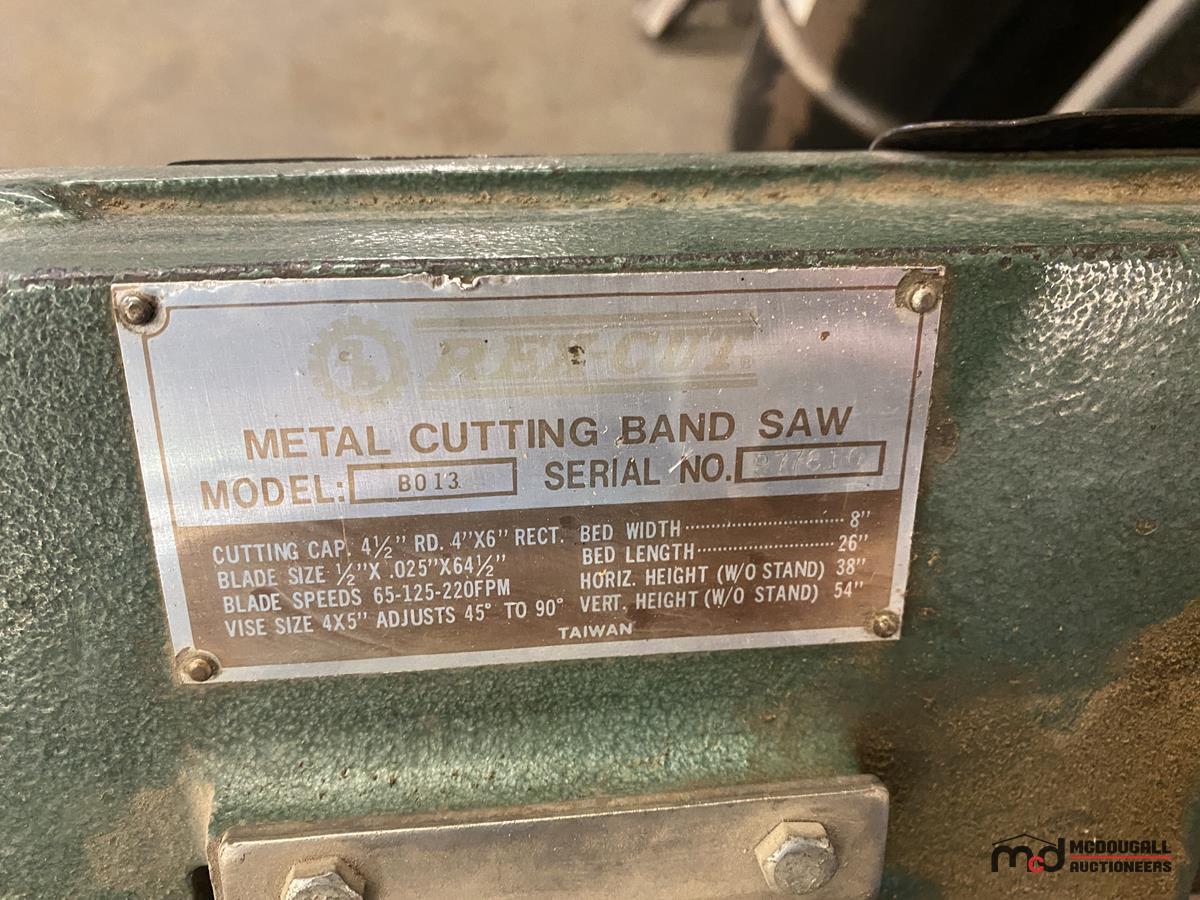 REX-CUT
METAL CUTTING BAND SAW
MODEL: B013 SERIAL NO.
CUTTING CAP. 4½" RD. 4"X6" RECT.
BLADE SIZE ½"X .025"X64½"
BLADE SPEEDS 65-125-220FPM
VISE SIZE 4X5" ADJUSTS 45° TO 90°
BED WIDTH 8"
BED LENGTH 26"
HORIZ. HEIGHT (W/O STAND) 38"
VERT. HEIGHT (W/O STAND) 54"
TAIWAN
mcd MCDOUGALL
AUCTIONEERS